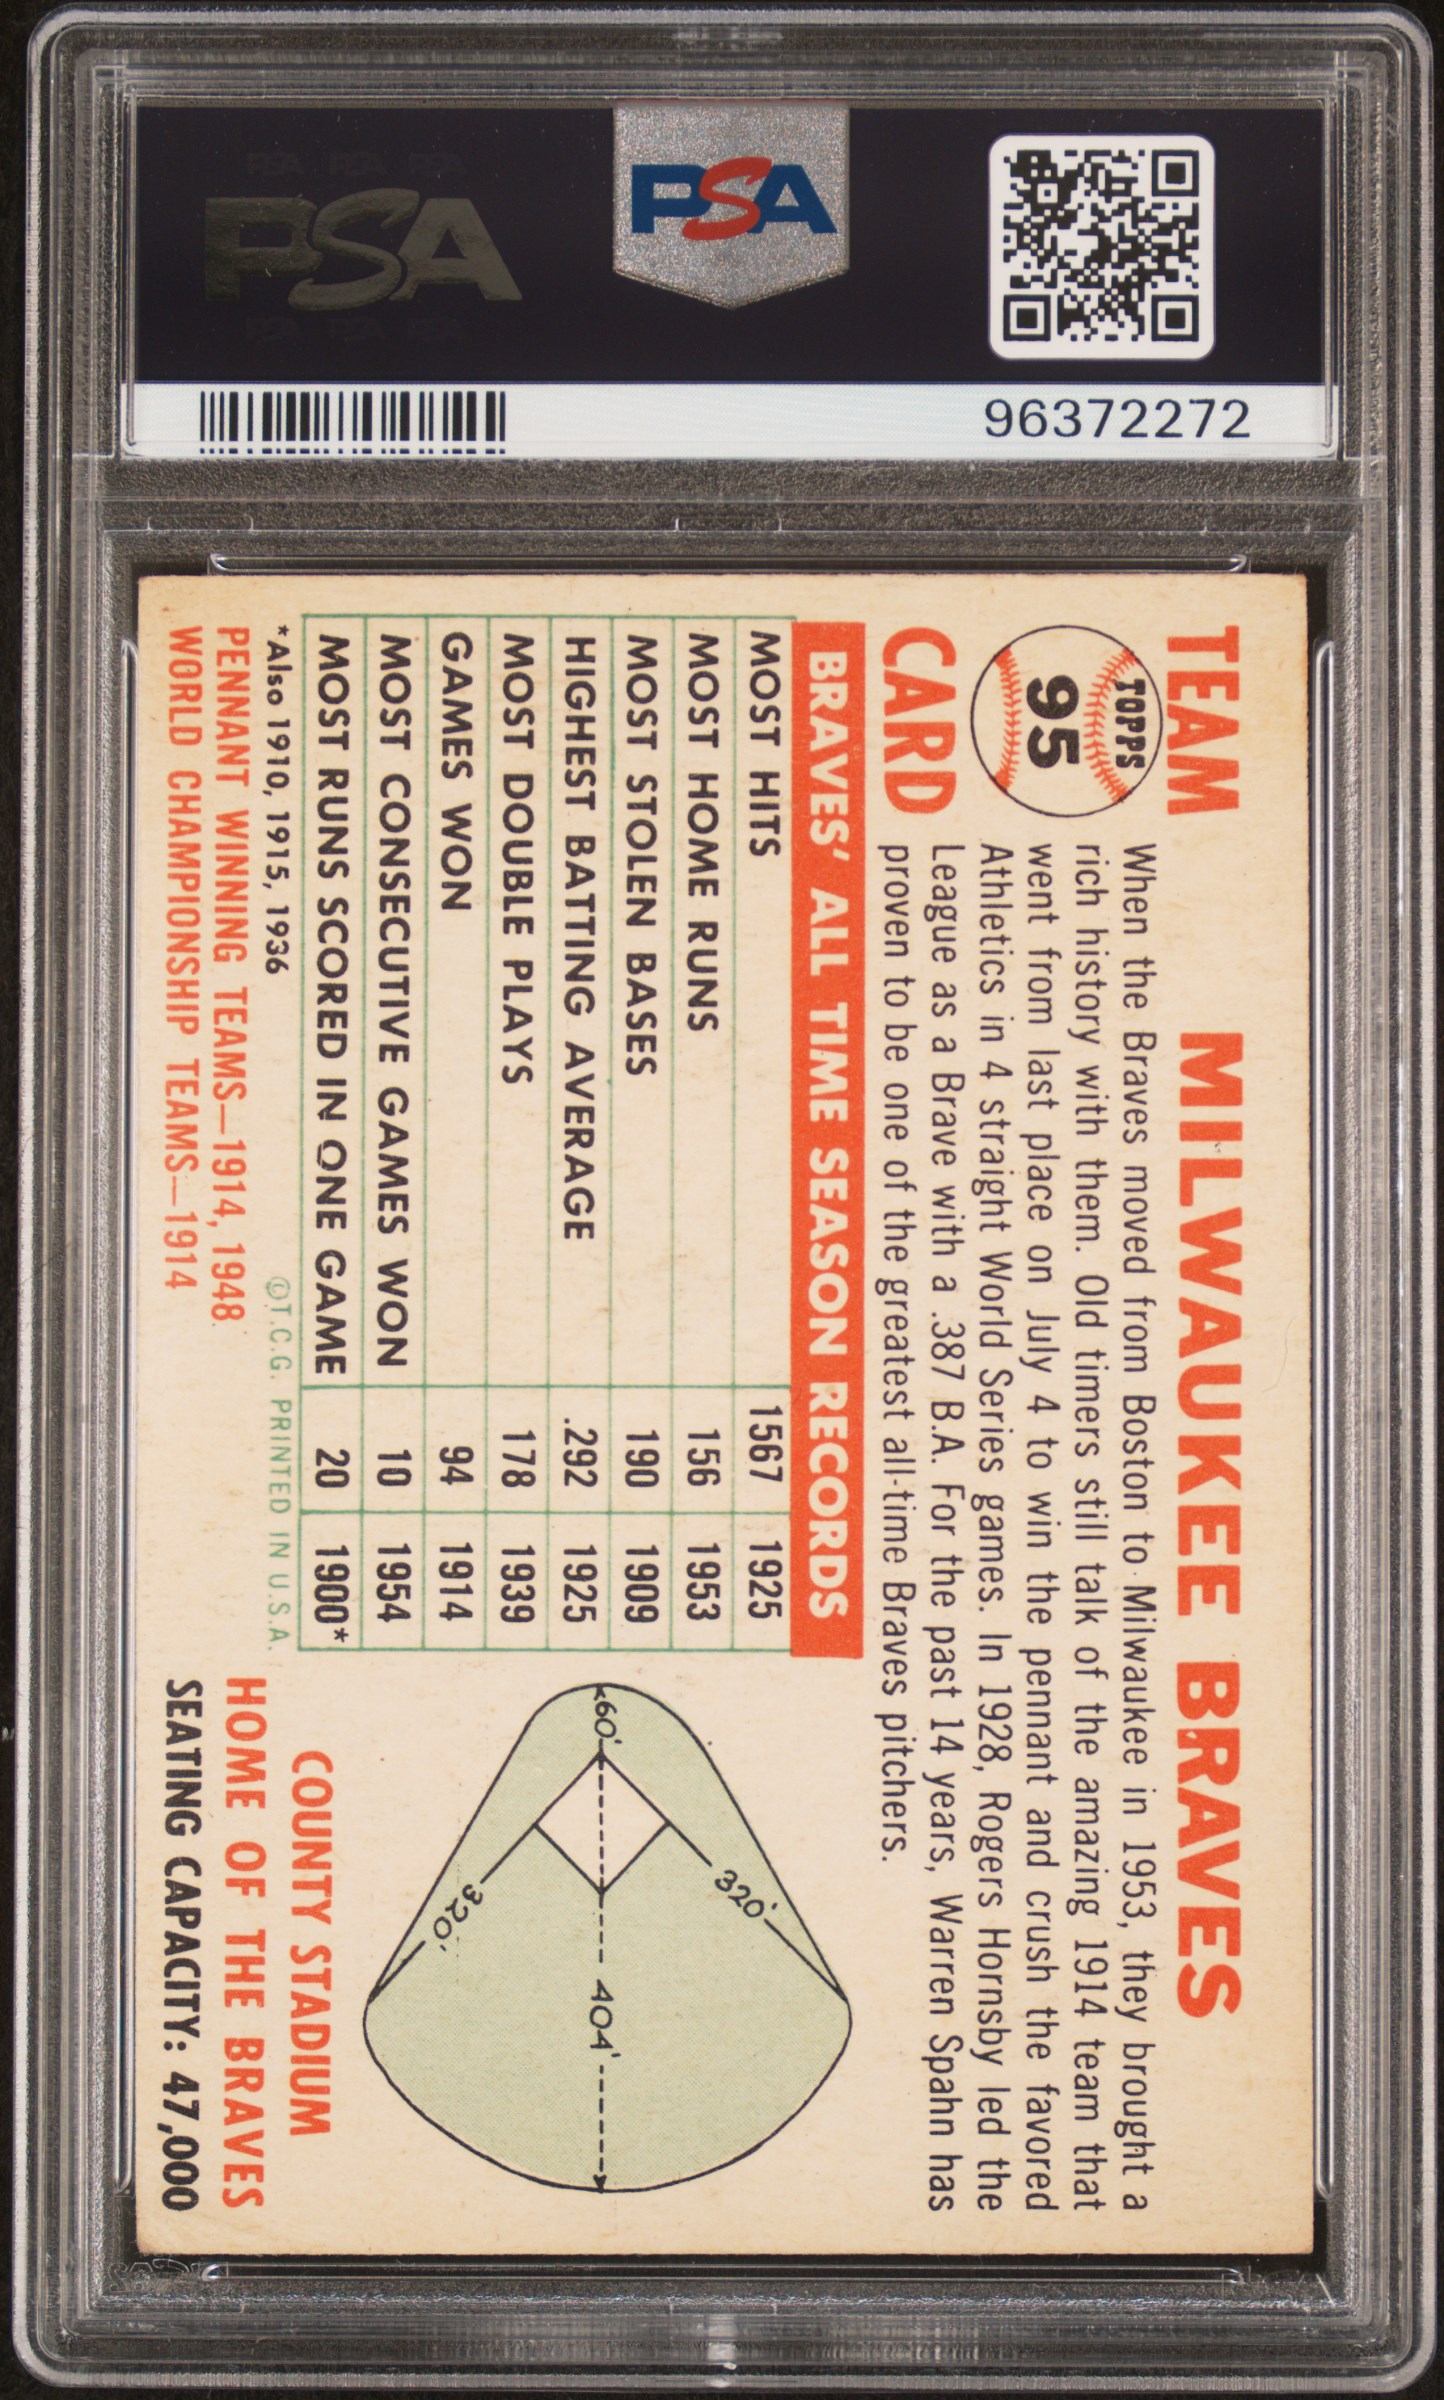 PSA PSA PSA
PSA
PSA
96372272
TEAM
TOPPS
95
CARD
MILWAUKEE BRAVES
When the Braves moved from Boston to Milwaukee in 1953, they brought a
rich history with them. Old timers still talk of the amazing 1914 team that
went from last place on July 4 to win the pennant and crush the favored
Athletics in 4 straight World Series games. In 1928, Rogers Hornsby led the
League as a Brave with a .387 B.A. For the past 14 years, Warren Spahn has
proven to be one of the greatest all-time Braves pitchers.
BRAVES' ALL TIME SEASON RECORDS
MOST HITS 1567 1925
MOST HOME RUNS 156 1953
MOST STOLEN BASES 190 1909
HIGHEST BATTING AVERAGE .292 1925
MOST DOUBLE PLAYS 178 1939
GAMES WON 94 1914
MOST CONSECUTIVE GAMES WON 10 1954
MOST RUNS SCORED IN ONE GAME 20 1900*
*Also 1910, 1915, 1936
©T.C.G. PRINTED IN U.S.A.
PENNANT WINNING TEAMS—1914, 1948
WORLD CHAMPIONSHIP TEAMS—1914
60'
320'
320'
404'
COUNTY STADIUM
HOME OF THE BRAVES
SEATING CAPACITY: 47,000